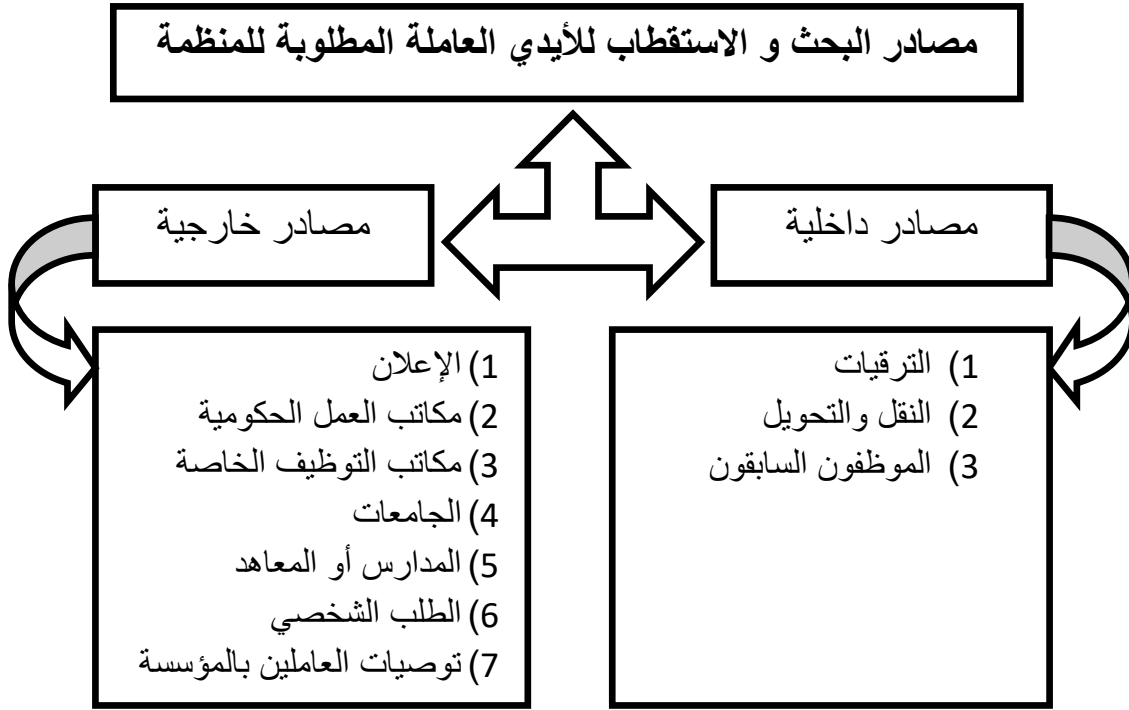 مصادر البحث و الاستقطاب للأيدي العاملة المطلوبة للمنظمة
مصادر داخلية
مصادر خارجية
1) الترقيات
2) النقل والتحويل
3) الموظفون السابقون
1) الإعلان
2) مكاتب العمل الحكومية
3) مكاتب التوظيف الخاصة
4) الجامعات
5) المدارس أو المعاهد
6) الطلب الشخصي
7) توصيات العاملين بالمؤسسة